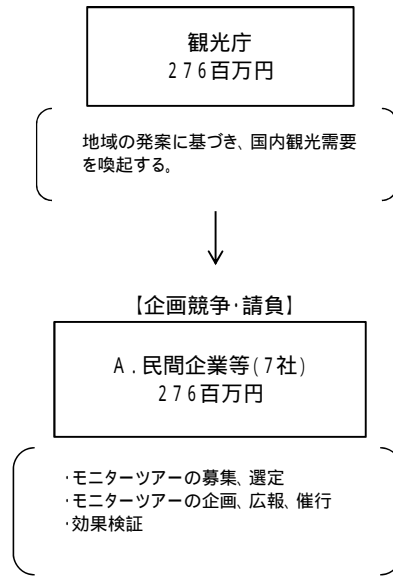 観光庁
276百万円
地域の発案に基づき、国内観光需要
を喚起する。
【企画競争・請負】
A．民間企業等(7社)
276百万円
・モニターツアーの募集、選定
・モニターツアーの企画、広報、催行
・効果検証